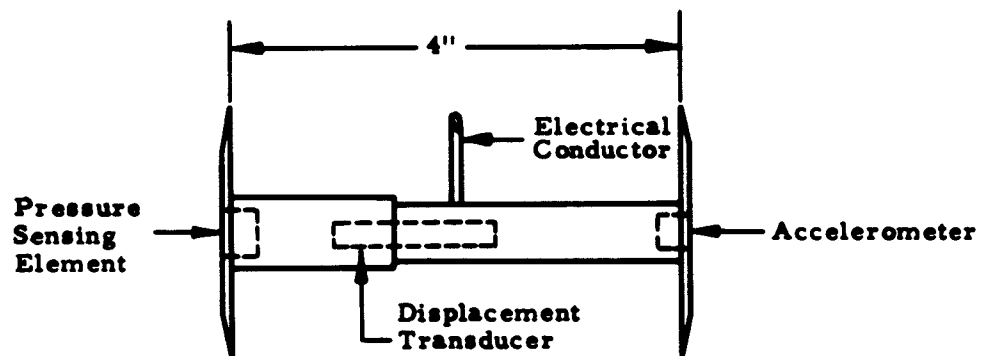 4"
Electrical
Conductor
Pressure
Sensing
Element
Accelerometer
Displacement
Transducer